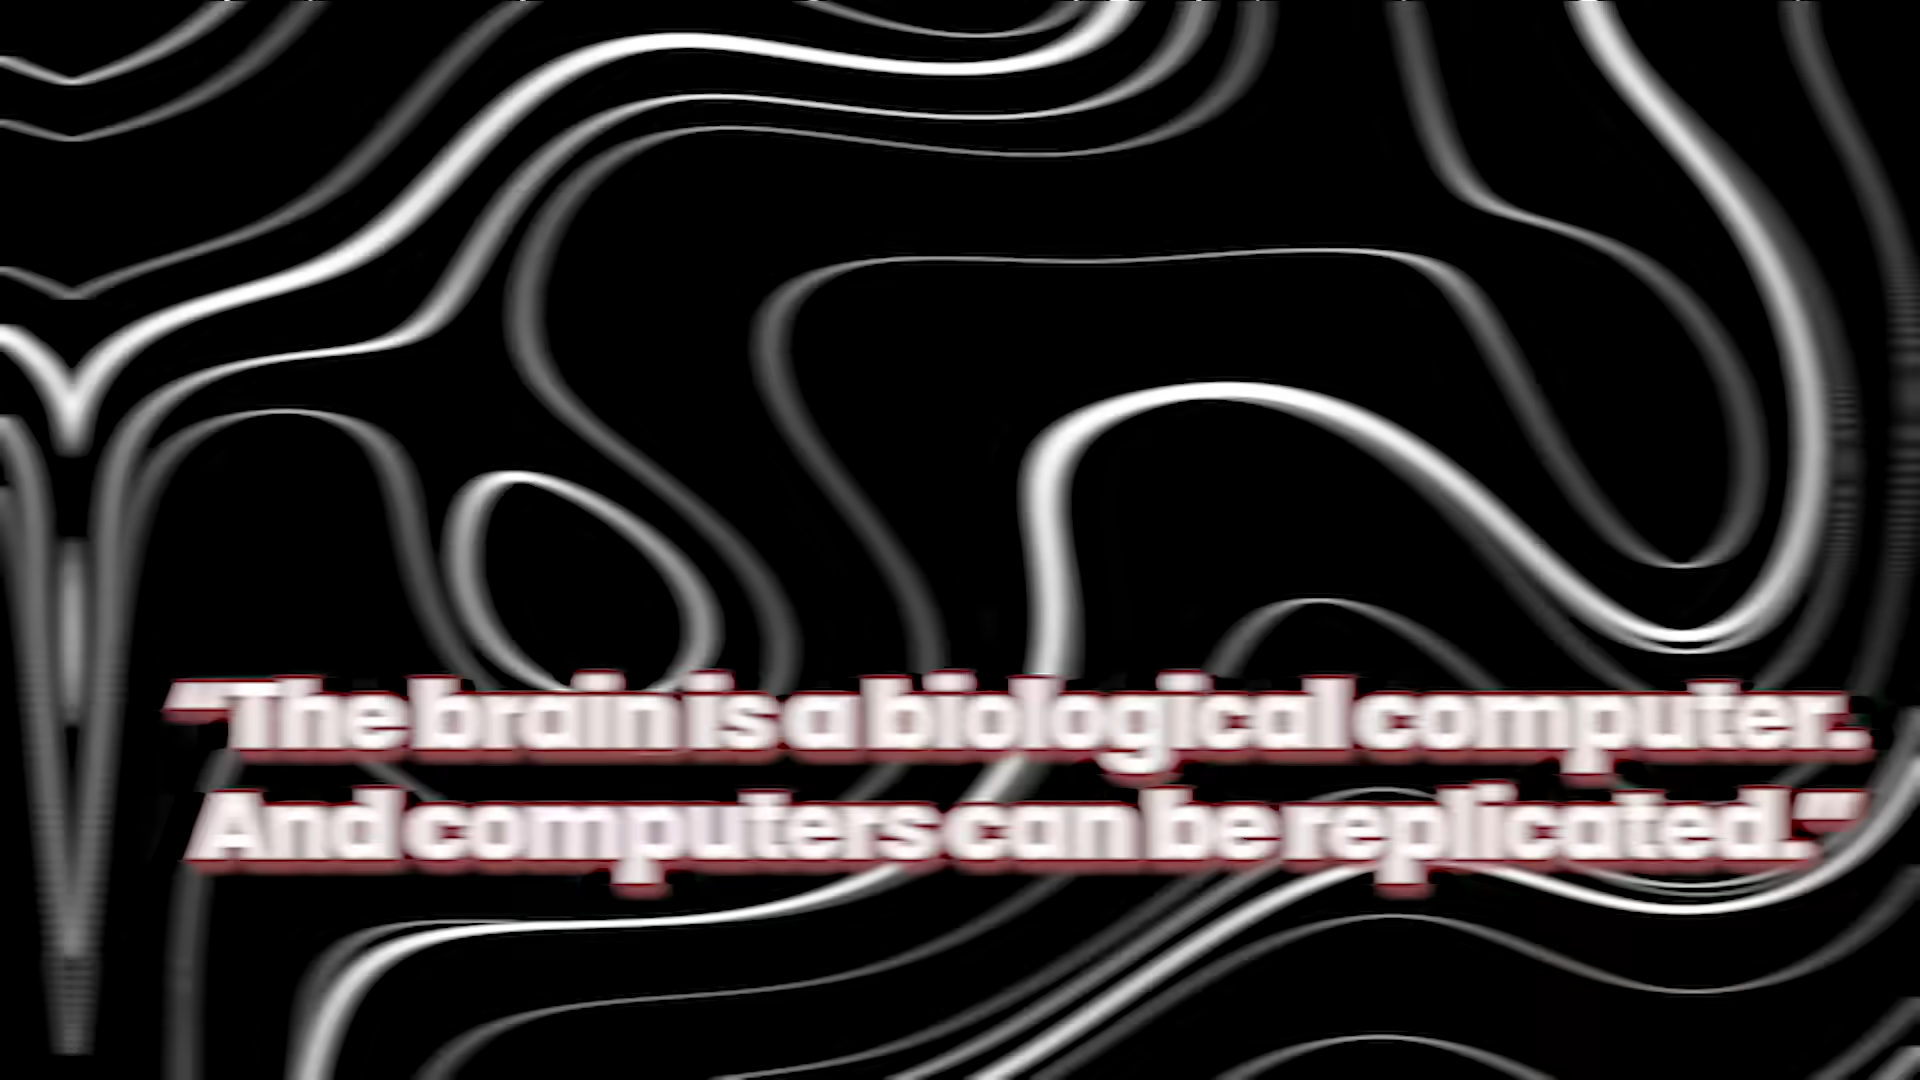 "The brain is a biological computer.
And computers can be replicated."